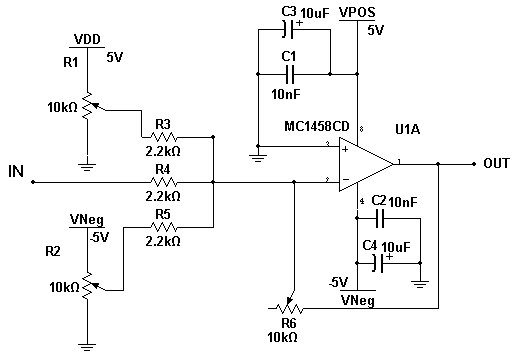 C3 10uF
+
VPOS
5V
VDD
5V
C1
10nF
R1
10kΩ
MC1458CD
U1A
8
R3
2.2kΩ
3
+
1
OUT
IN
R4
2.2kΩ
2
−
4
VNeg
-5V
R5
2.2kΩ
C2 10nF
R2
10kΩ
C4 10uF
+
-5V
VNeg
R6
10kΩ